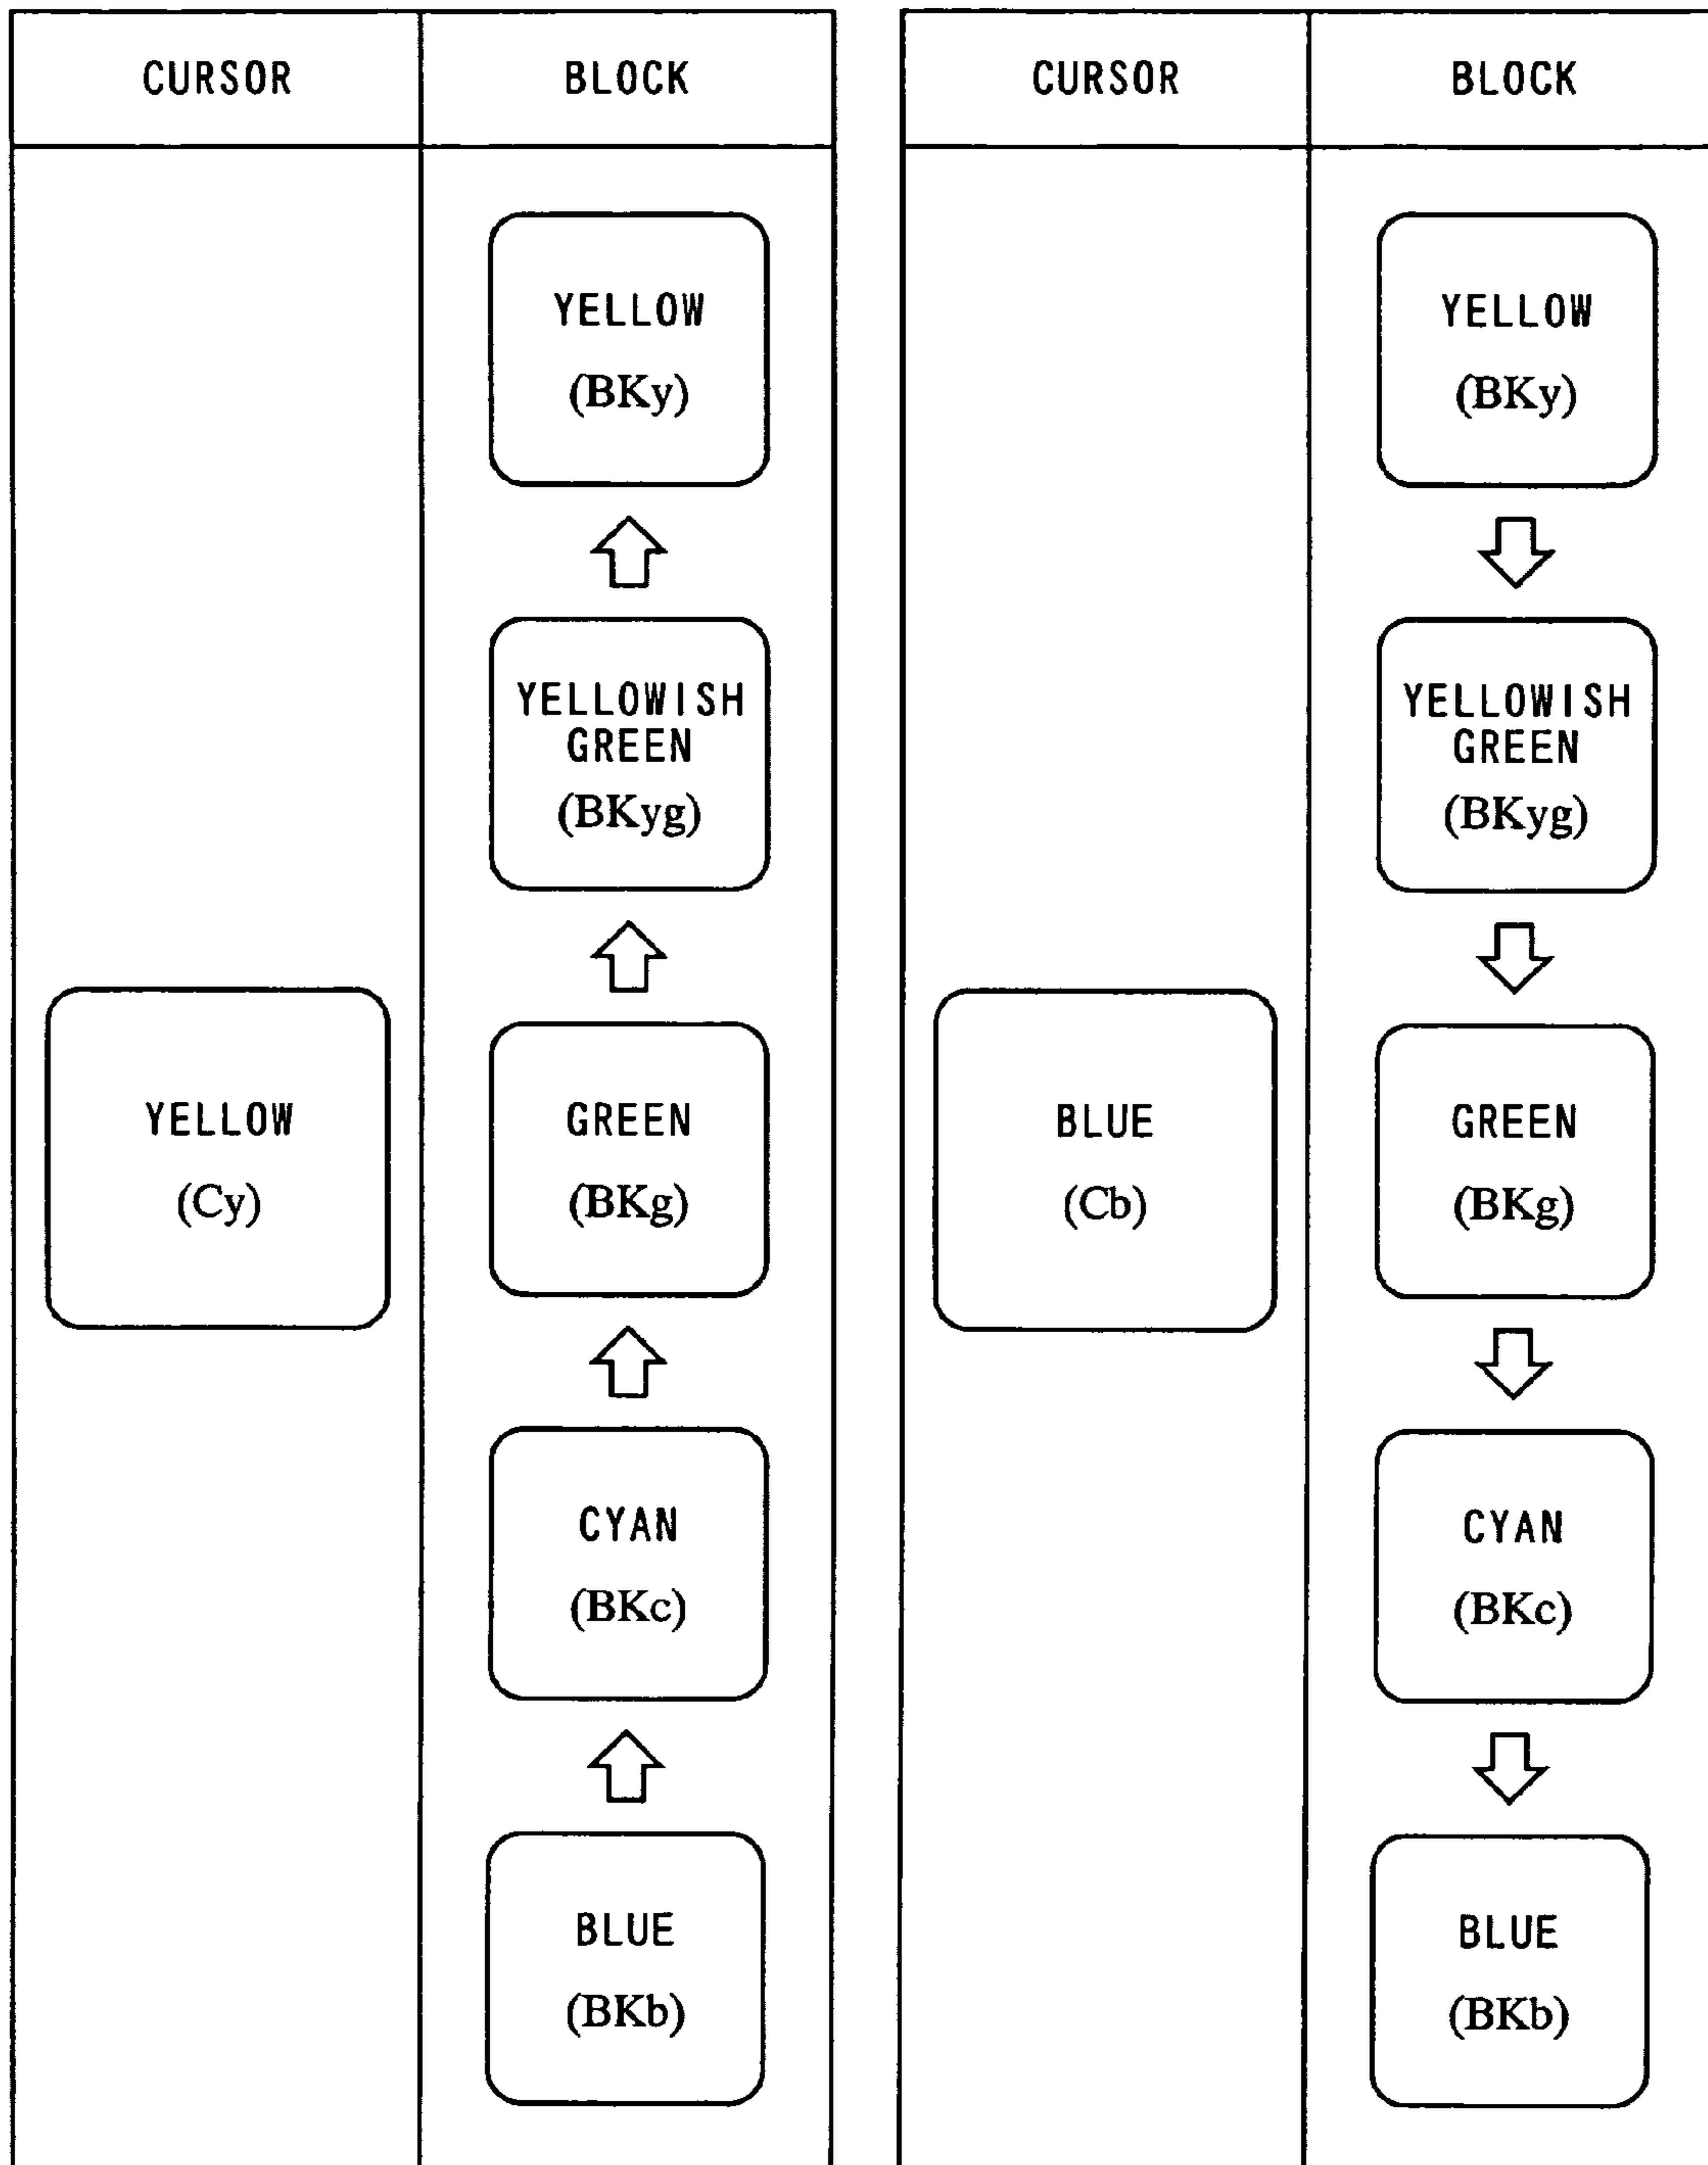 CURSOR
BLOCK
YELLOW
(BKy)
YELLOWISH
GREEN
(BKyg)
YELLOW
(Cy)
GREEN
(BKg)
CYAN
(BKc)
BLUE
(BKb)
CURSOR
BLOCK
YELLOW
(BKy)
YELLOWISH
GREEN
(BKyg)
BLUE
(Cb)
GREEN
(BKg)
CYAN
(BKc)
BLUE
(BKb)